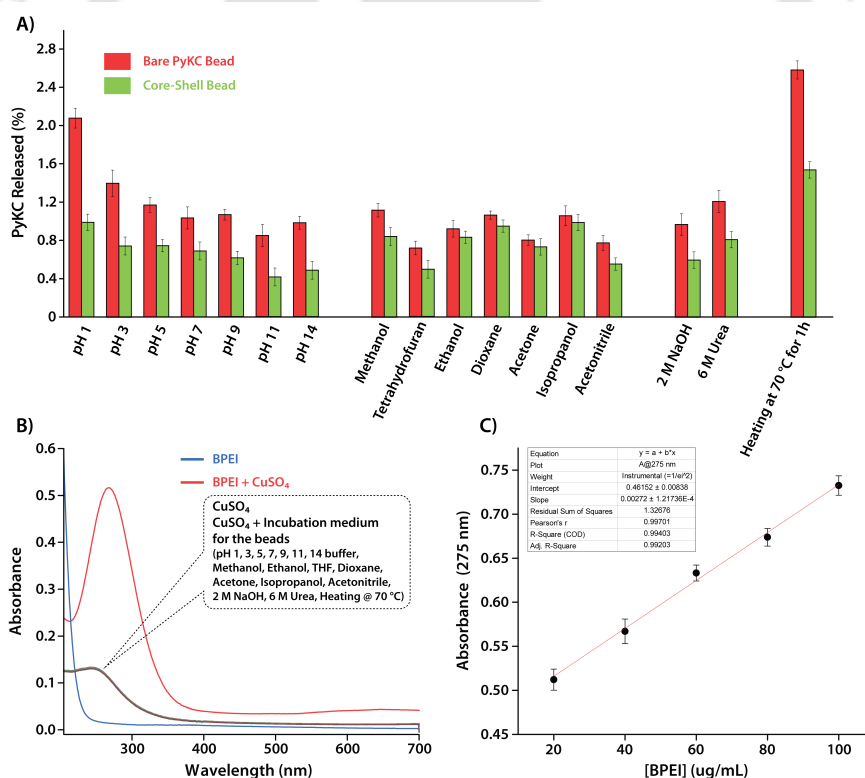 A)
PyKC Released (%)
2.8
2.4
2.0
1.6
1.2
0.8
0.4
0
Bare PyKC Bead
Core-Shell Bead
pH 1
pH 3
pH 5
pH 7
pH 9
pH 11
pH 14
Methanol
Tetrahydrofuran
Ethanol
Dioxane
Acetone
Isopropanol
Acetonitrile
2 M NaOH
6 M Urea
Heating at 70 °C for 1h
B)
Absorbance
0.6
0.5
0.4
0.3
0.2
0.1
0.0
BPEI
BPEI + CuSO₄
CuSO₄
CuSO₄ + Incubation medium
for the beads
(pH 1, 3, 5, 7, 9, 11, 14 buffer,
Methanol, Ethanol, THF, Dioxane,
Acetone, Isopropanol, Acetonitrile,
2 M NaOH, 6 M Urea, Heating @ 70 °C)
300 400 500 600 700
Wavelength (nm)
C)
Absorbance (275 nm)
0.75
0.70
0.65
0.60
0.55
0.50
0.45
Equation y = a + b*x
Plot A@275 nm
Weight Instrumental (=1/ei^2)
Intercept 0.46152 ± 0.00838
Slope 0.00272 ± 1.21736E-4
Residual Sum of Squares 1.32676
Pearson's r 0.99701
R-Square (COD) 0.99403
Adj. R-Square 0.99203
20 40 60 80 100
[BPEI] (ug/mL)